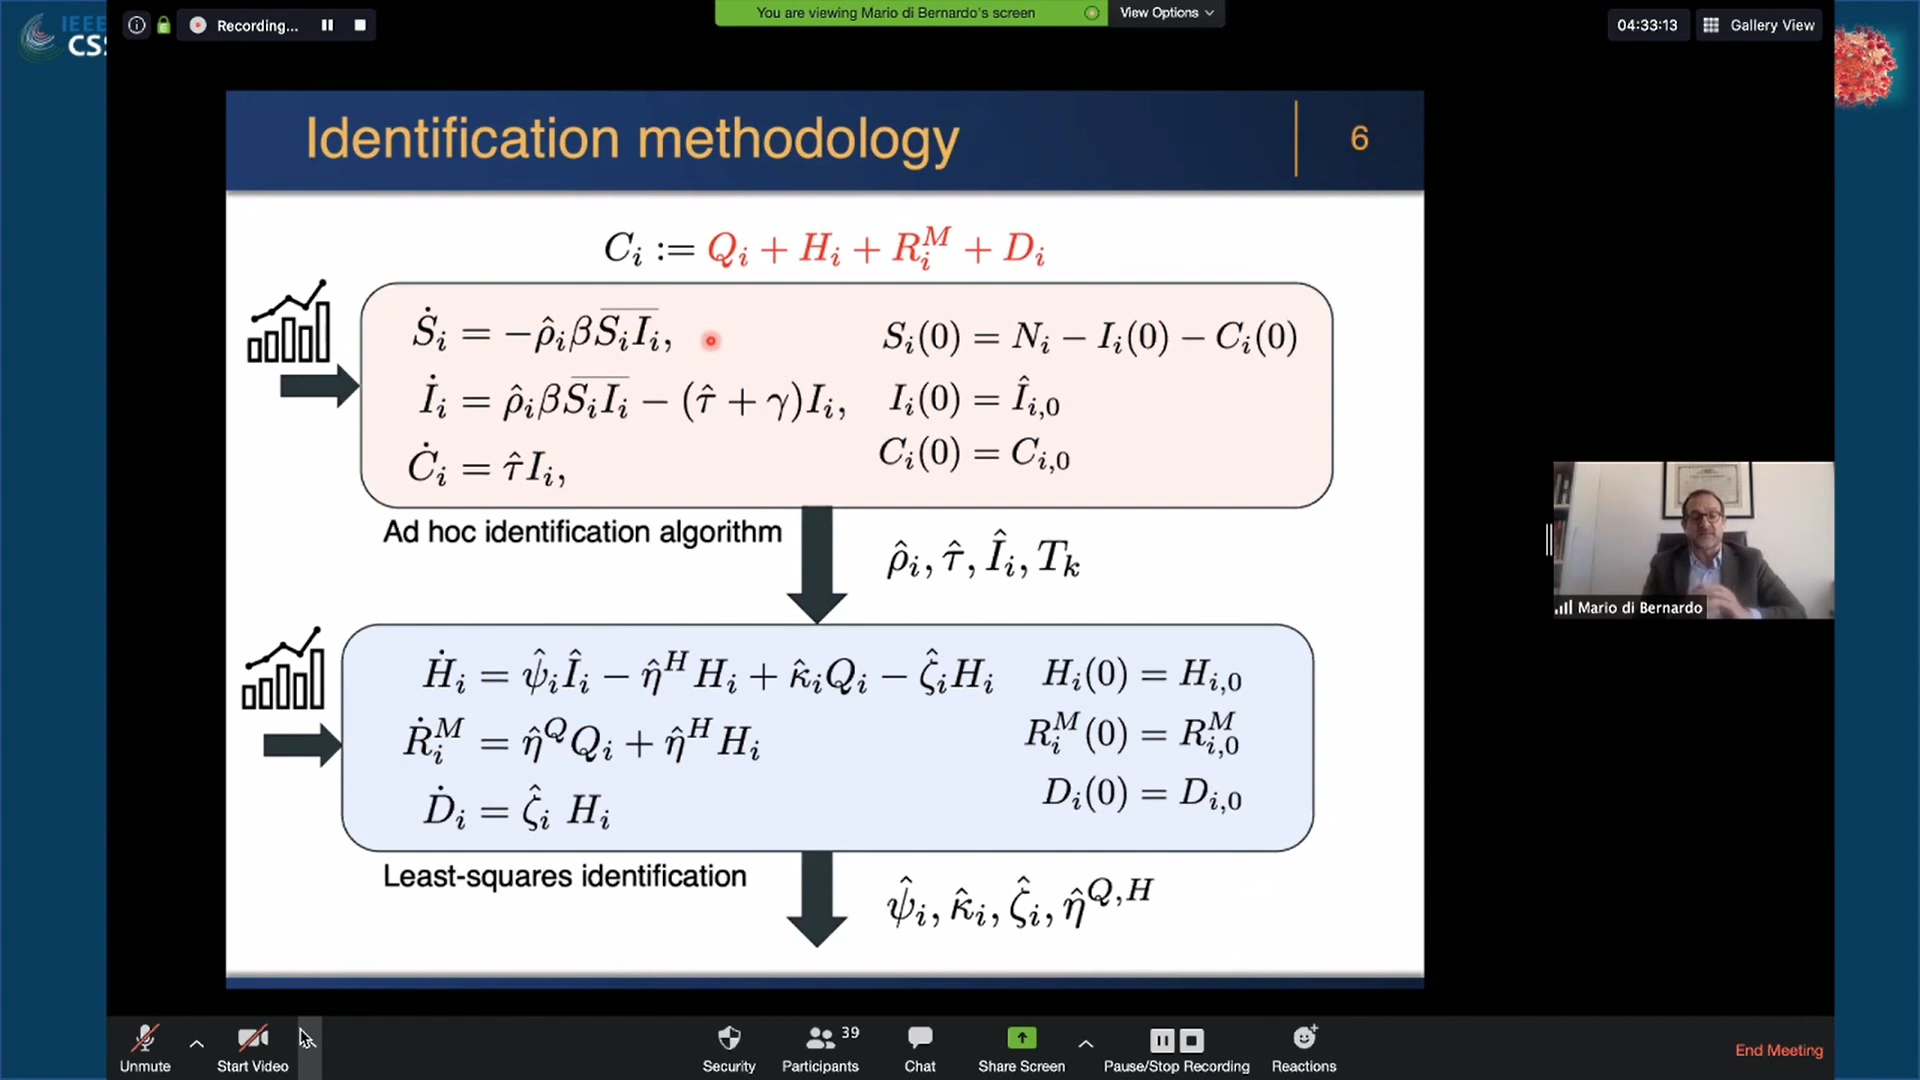 IEEE
CSS
Recording...
You are viewing Mario di Bernardo's screen
View Options
04:33:13
Gallery View
Identification methodology
6
C_i := Q_i + H_i + R_i^M + D_i
Ṡ_i = −ρ̂_i β \overline{S_i I_i},
S_i(0) = N_i − I_i(0) − C_i(0)
İ_i = ρ̂_i β \overline{S_i I_i} − (τ̂ + γ)I_i,
I_i(0) = Î_{i,0}
Ċ_i = τ̂ I_i,
C_i(0) = C_{i,0}
Ad hoc identification algorithm
ρ̂_i, τ̂, Î_i, T_k
Ḣ_i = ψ̂_i Î_i − η̂^H H_i + κ̂_i Q_i − ζ̂_i H_i
H_i(0) = H_{i,0}
Ṙ_i^M = η̂^Q Q_i + η̂^H H_i
R_i^M(0) = R_{i,0}^M
Ḋ_i = ζ̂_i H_i
D_i(0) = D_{i,0}
Least-squares identification
ψ̂_i, κ̂_i, ζ̂_i, η̂^{Q,H}
Mario di Bernardo
Unmute
Start Video
Security
Participants
39
Chat
Share Screen
Pause/Stop Recording
Reactions
End Meeting